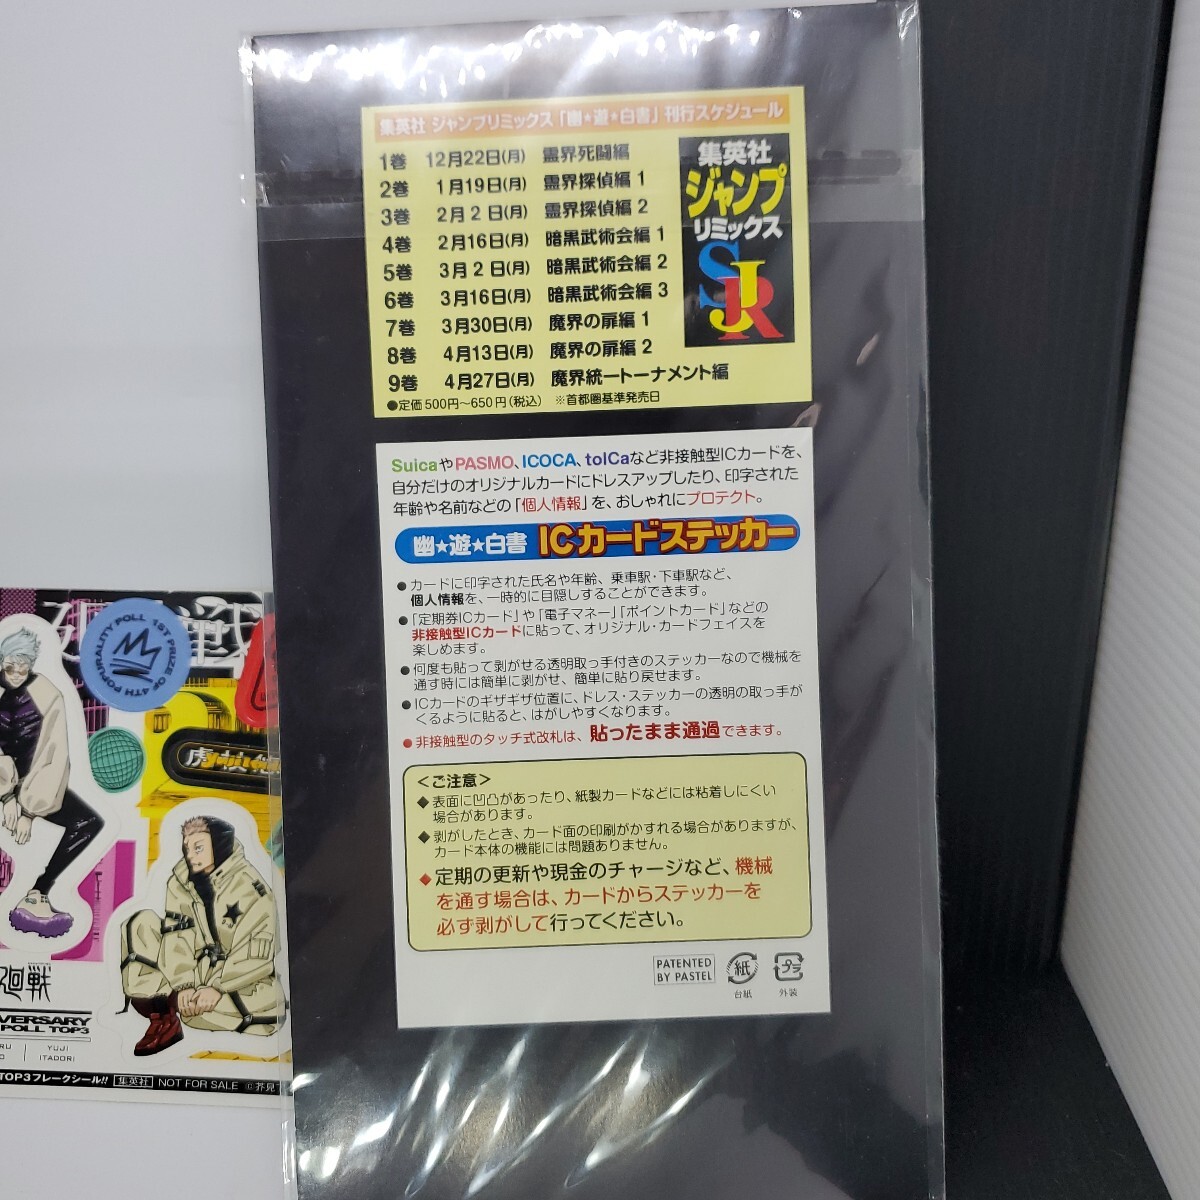 集英社 ジャンプリミックス「幽★遊★白書」刊行スケジュール
1巻 12月22日(月) 霊界死闘編
2巻 1月19日(月) 霊界探偵編 1
3巻 2月2日(月) 霊界探偵編 2
4巻 2月16日(月) 暗黒武術会編 1
5巻 3月2日(月) 暗黒武術会編 2
6巻 3月16日(月) 暗黒武術会編 3
7巻 3月30日(月) 魔界の扉編 1
8巻 4月13日(月) 魔界の扉編 2
9巻 4月27日(月) 魔界統一トーナメント編
●定価500円～650円(税込) ※首都圏基準発売日
集英社
ジャンプ
リミックス
SJR
SuicaやPASMO、ICOCA、toICaなど非接触型ICカードを、
自分だけのオリジナルカードにドレスアップしたり、印字された
年齢や名前などの「個人情報」を、おしゃれにプロテクト。
幽★遊★白書 ICカードステッカー
●カードに印字された氏名や年齢、乗車駅・下車駅など、
個人情報を、一時的に目隠しすることができます。
●「定期券ICカード」や「電子マネー」「ポイントカード」などの
非接触型ICカードに貼って、オリジナル・カードフェイスを
楽しめます。
●何度も貼って剥がせる透明取っ手付きのステッカーなので機械を
通す時には簡単に剥がせ、簡単に貼り戻せます。
●ICカードのギザギザ位置に、ドレス・ステッカーの透明の取っ手が
くるように貼ると、はがしやすくなります。
●非接触型のタッチ式改札は、貼ったまま通過できます。
＜ご注意＞
◆表面に凹凸があったり、紙製カードなどには粘着しにくい
場合があります。
◆剥がしたとき、カード面の印刷がかすれる場合がありますが、
カード本体の機能には問題ありません。
◆定期の更新や現金のチャージなど、機械
を通す場合は、カードからステッカーを
必ず剥がして行ってください。
PATENTED
BY PASTEL
紙
台紙
プラ
外装
1ST PRIZE OF 4TH POPURALITY POLL
廻戦
VERSARY
POLL TOP3
RU
O
YUJI
ITADORI
TOP3フレークシール!! 集英社 NOT FOR SALE ©芥見